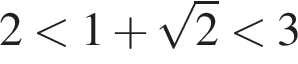 2 < 1 + √2 < 3